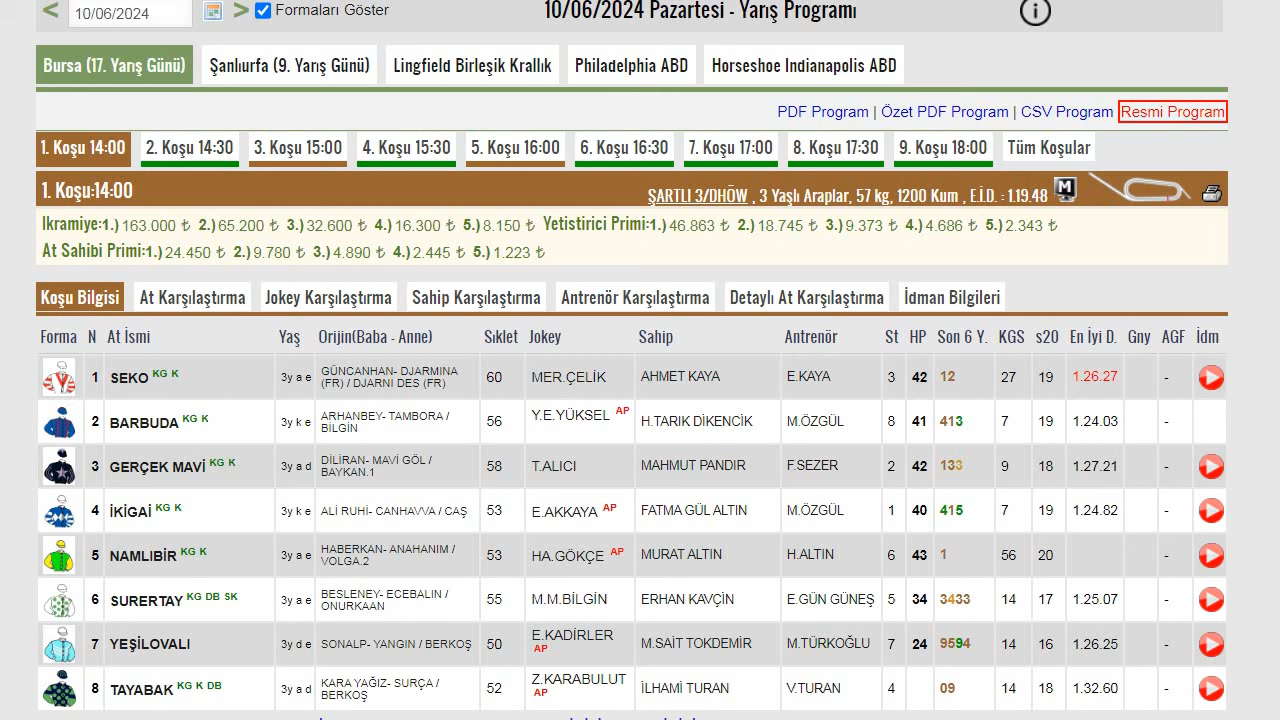 < 10/06/2024 > Formaları Göster 10/06/2024 Pazartesi - Yarış Programı i
Bursa (17. Yarış Günü) Şanlıurfa (9. Yarış Günü) Lingfield Birleşik Krallık Philadelphia ABD Horseshoe Indianapolis ABD
PDF Program | Özet PDF Program | CSV Program Resmi Program
1. Koşu 14:00 2. Koşu 14:30 3. Koşu 15:00 4. Koşu 15:30 5. Koşu 16:00 6. Koşu 16:30 7. Koşu 17:00 8. Koşu 17:30 9. Koşu 18:00 Tüm Koşular
1. Koşu:14:00 ŞARTLI 3/DHÖW , 3 Yaşlı Araplar, 57 kg, 1200 Kum , E.İ.D. : 1.19.48 M
Ikramiye:1.) 163.000 ₺ 2.) 65.200 ₺ 3.) 32.600 ₺ 4.) 16.300 ₺ 5.) 8.150 ₺ Yetistirici Primi:1.) 46.863 ₺ 2.) 18.745 ₺ 3.) 9.373 ₺ 4.) 4.686 ₺ 5.) 2.343 ₺
At Sahibi Primi:1.) 24.450 ₺ 2.) 9.780 ₺ 3.) 4.890 ₺ 4.) 2.445 ₺ 5.) 1.223 ₺
Koşu Bilgisi At Karşılaştırma Jokey Karşılaştırma Sahip Karşılaştırma Antrenör Karşılaştırma Detaylı At Karşılaştırma İdman Bilgileri
Forma N At İsmi Yaş Orijin(Baba - Anne) Sıklet Jokey Sahip Antrenör St HP Son 6 Y. KGS s20 En İyi D. Gny AGF İdm
1 SEKO KG K 3y a e GÜNCANHAN- DJARMINA (FR) / DJARNI DES (FR) 60 MER.ÇELİK AHMET KAYA E.KAYA 3 42 12 27 19 1.26.27 -
2 BARBUDA KG K 3y k e ARHANBEY- TAMBORA / BİLGİN 56 Y.E.YÜKSEL AP H.TARIK DİKENCİK M.ÖZGÜL 8 41 413 7 19 1.24.03 -
3 GERÇEK MAVİ KG K 3y a d DİLİRAN- MAVİ GÖL / BAYKAN.1 58 T.ALICI MAHMUT PANDIR F.SEZER 2 42 133 9 18 1.27.21 -
4 İKİGAİ KG K 3y k e ALİ RUHİ- CANHAVVA / CAŞ 53 E.AKKAYA AP FATMA GÜL ALTIN M.ÖZGÜL 1 40 415 7 19 1.24.82 -
5 NAMLIBİR KG K 3y a e HABERKAN- ANAHANIM / VOLGA.2 53 HA.GÖKÇE AP MURAT ALTIN H.ALTIN 6 43 1 56 20 -
6 SURERTAY KG DB SK 3y a e BESLENEY- ECEBALIN / ONURKAAN 55 M.M.BİLGİN ERHAN KAVÇİN E.GÜN GÜNEŞ 5 34 3433 14 17 1.25.07 -
7 YEŞİLOVALI 3y d e SONALP- YANGIN / BERKOŞ 50 E.KADİRLER AP M.SAİT TOKDEMİR M.TÜRKOĞLU 7 24 9594 14 16 1.26.25 -
8 TAYABAK KG K DB 3y a d KARA YAĞIZ- SURÇA / BERKOŞ 52 Z.KARABULUT AP İLHAMİ TURAN V.TURAN 4 09 14 18 1.32.60 -